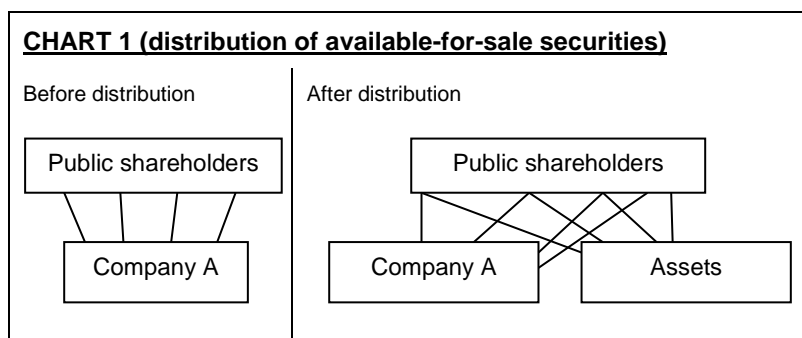 CHART 1 (distribution of available-for-sale securities)
Before distribution
Public shareholders
Company A
After distribution
Public shareholders
Company A
Assets